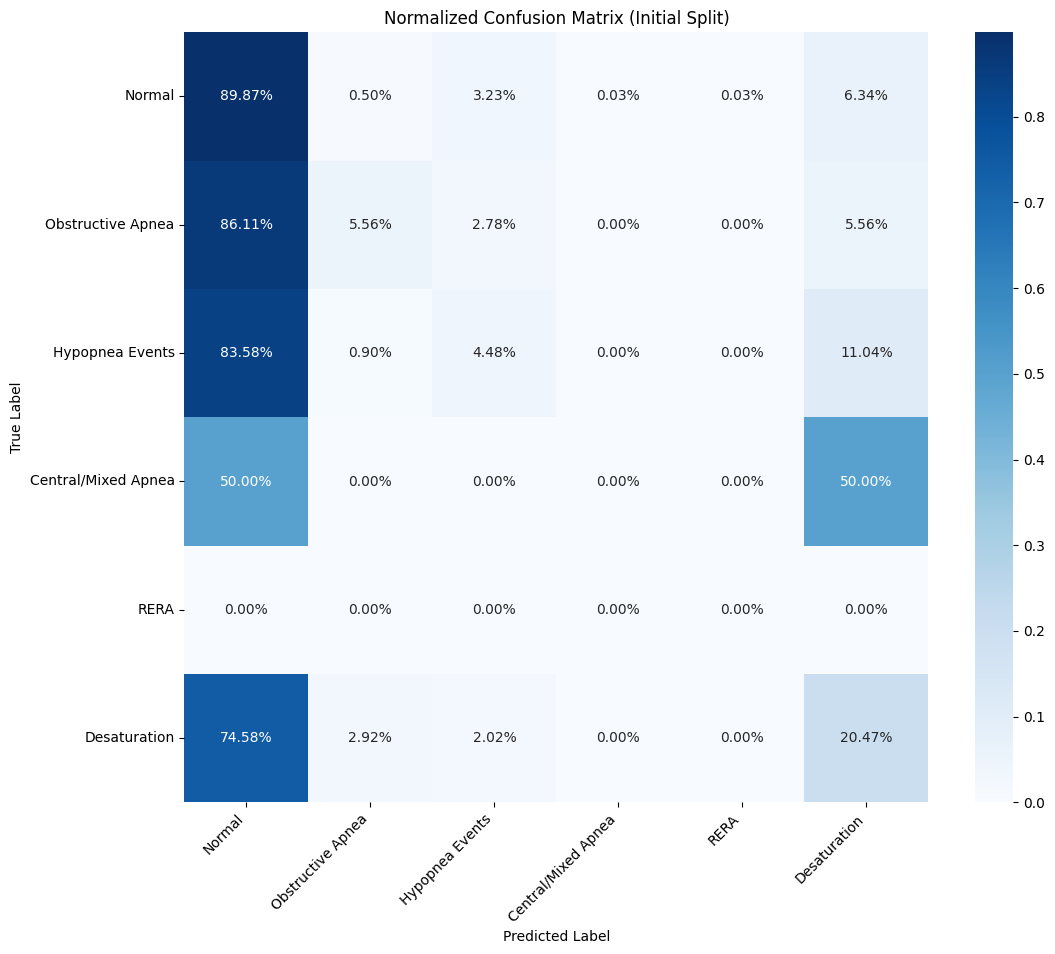 Normalized Confusion Matrix (Initial Split)
Normal 89.87% 0.50% 3.23% 0.03% 0.03% 6.34%
Obstructive Apnea 86.11% 5.56% 2.78% 0.00% 0.00% 5.56%
Hypopnea Events 83.58% 0.90% 4.48% 0.00% 0.00% 11.04%
Central/Mixed Apnea 50.00% 0.00% 0.00% 0.00% 0.00% 50.00%
RERA 0.00% 0.00% 0.00% 0.00% 0.00% 0.00%
Desaturation 74.58% 2.92% 2.02% 0.00% 0.00% 20.47%
True Label
Normal
Obstructive Apnea
Hypopnea Events
Central/Mixed Apnea
RERA
Desaturation
Predicted Label
0.8
0.7
0.6
0.5
0.4
0.3
0.2
0.1
0.0